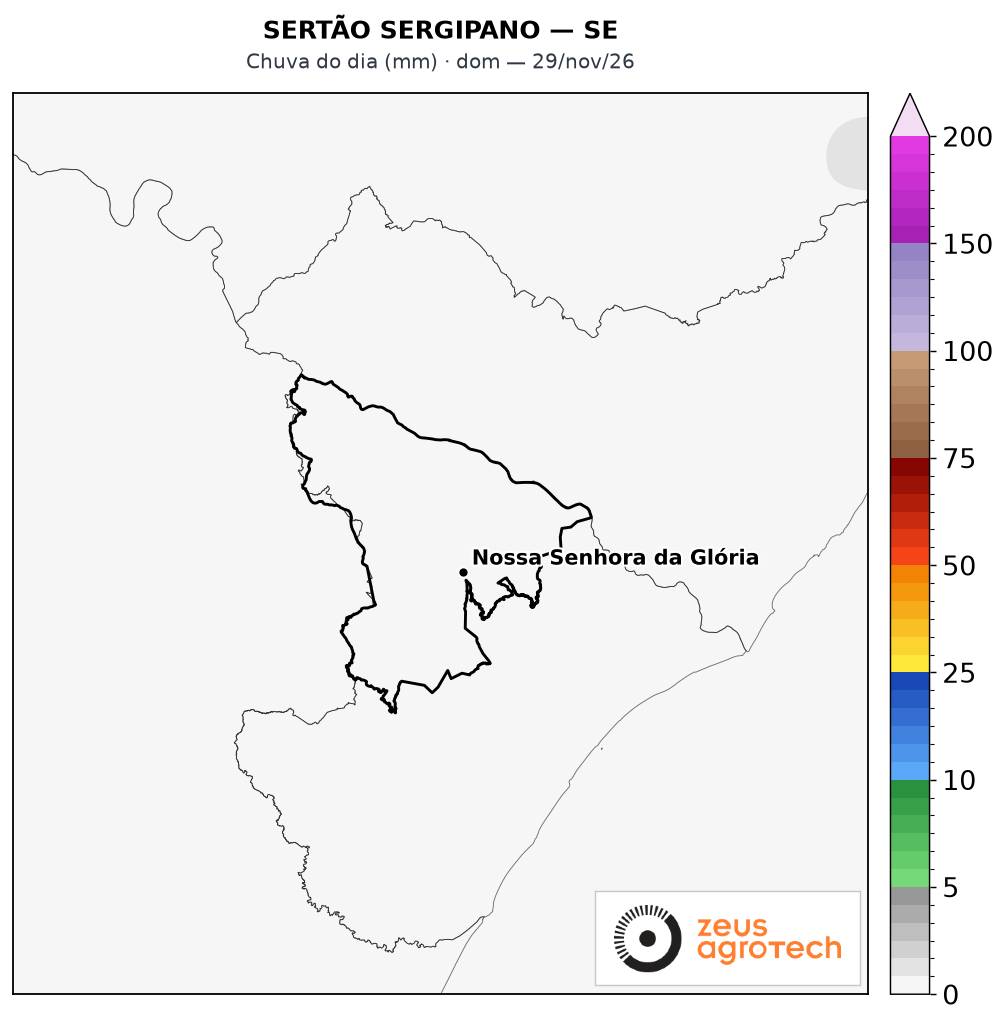 SERTÃO SERGIPANO — SE
Chuva do dia (mm) · dom — 29/nov/26
200
150
100
75
50
Nossa Senhora da Glória
25
10
5
zeus
agrotech
0